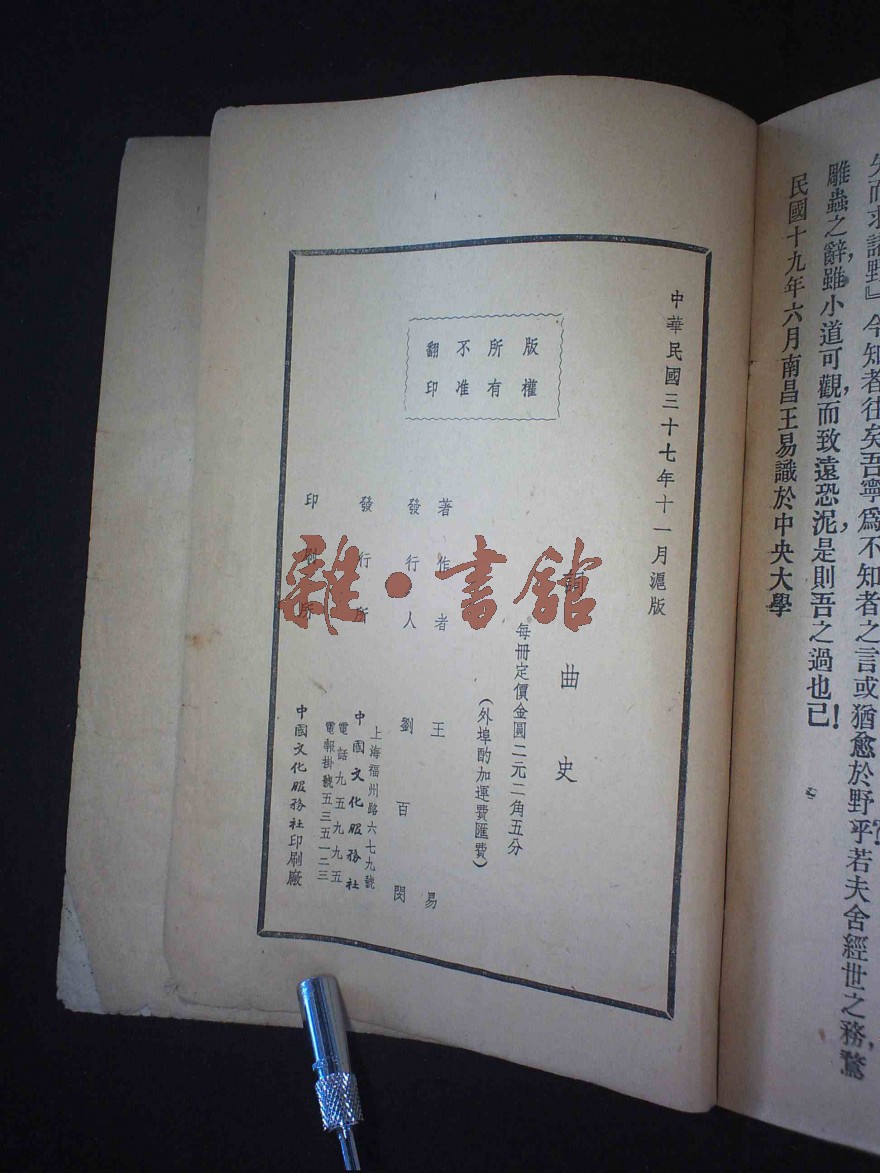 先而求諸野』今知者往矣吾寧爲不知者之言或猶愈於野乎?若夫舍經世之務,騖
雕蟲之辭,雖小道可觀,而致遠恐泥,是則吾之過也已!
民國十九年六月南昌王易識於中央大學
中華民國三十七年十一月滬版
版權
所有
不准
翻印
詞曲史
每冊定價金圓二元二角五分
(外埠酌加運費匯費)
著作者 王易
發行人 劉百閔
發行所 中國文化服務社
上海福州路六七九號
電話九五九九五
電報掛號五三五一二三
印刷所 中國文化服務社印刷廠
雜·書館